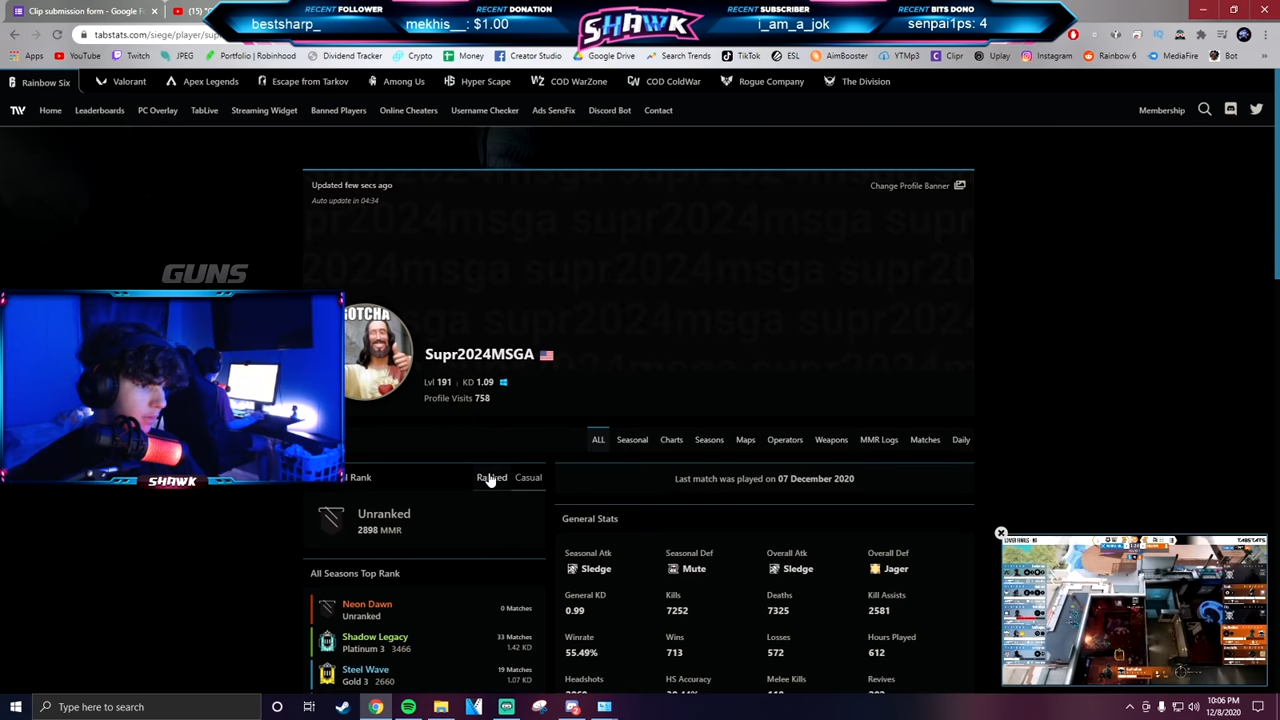 RECENT FOLLOWER
bestsharp_
RECENT DONATION
mekhis__: $1.00
SHAWK
RECENT SUBSCRIBER
i_am_a_jok
RECENT BITS DONO
senpai1ps: 4
Clip submission form - Google F
tabstats.com/siege/player/sup
Apps YouTube Twitch JPEG Portfolio | Robinhood Dividend Tracker Crypto Money Creator Studio Google Drive Search Trends TikTok ESL AimBooster YTMp3 Clipr Uplay Instagram Rainbow 6 MediaFire Bot
Rainbow Six Valorant Apex Legends Escape from Tarkov Among Us Hyper Scape COD WarZone COD ColdWar Rogue Company The Division
Home Leaderboards PC Overlay TabLive Streaming Widget Banned Players Online Cheaters Username Checker Ads SensFix Discord Bot Contact Membership
Updated few secs ago
Auto update in 04:34
Change Profile Banner
pr2024msga supr2024msga
GUNS
GOTCHA
Supr2024MSGA
Lvl 191 KD 1.09
Profile Visits 758
ALL Seasonal Charts Seasons Maps Operators Weapons MMR Logs Matches Daily
Rank Ranked Casual
Last match was played on 07 December 2020
Unranked
2898 MMR
General Stats
Seasonal Atk Seasonal Def Overall Atk Overall Def
Sledge Mute Sledge Jager
General KD Kills Deaths Kill Assists
0.99 7252 7325 2581
Winrate Wins Losses Hours Played
55.49% 713 572 612
Headshots HS Accuracy Melee Kills Revives
All Seasons Top Rank
Neon Dawn 0 Matches
Unranked
Shadow Legacy 33 Matches
Platinum 3 3466 1.42 KD
Steel Wave 19 Matches
Gold 3 2660 1.07 KD
SHAWK
TABSTATS
Type here to search
10:06 PM
12/8/2020